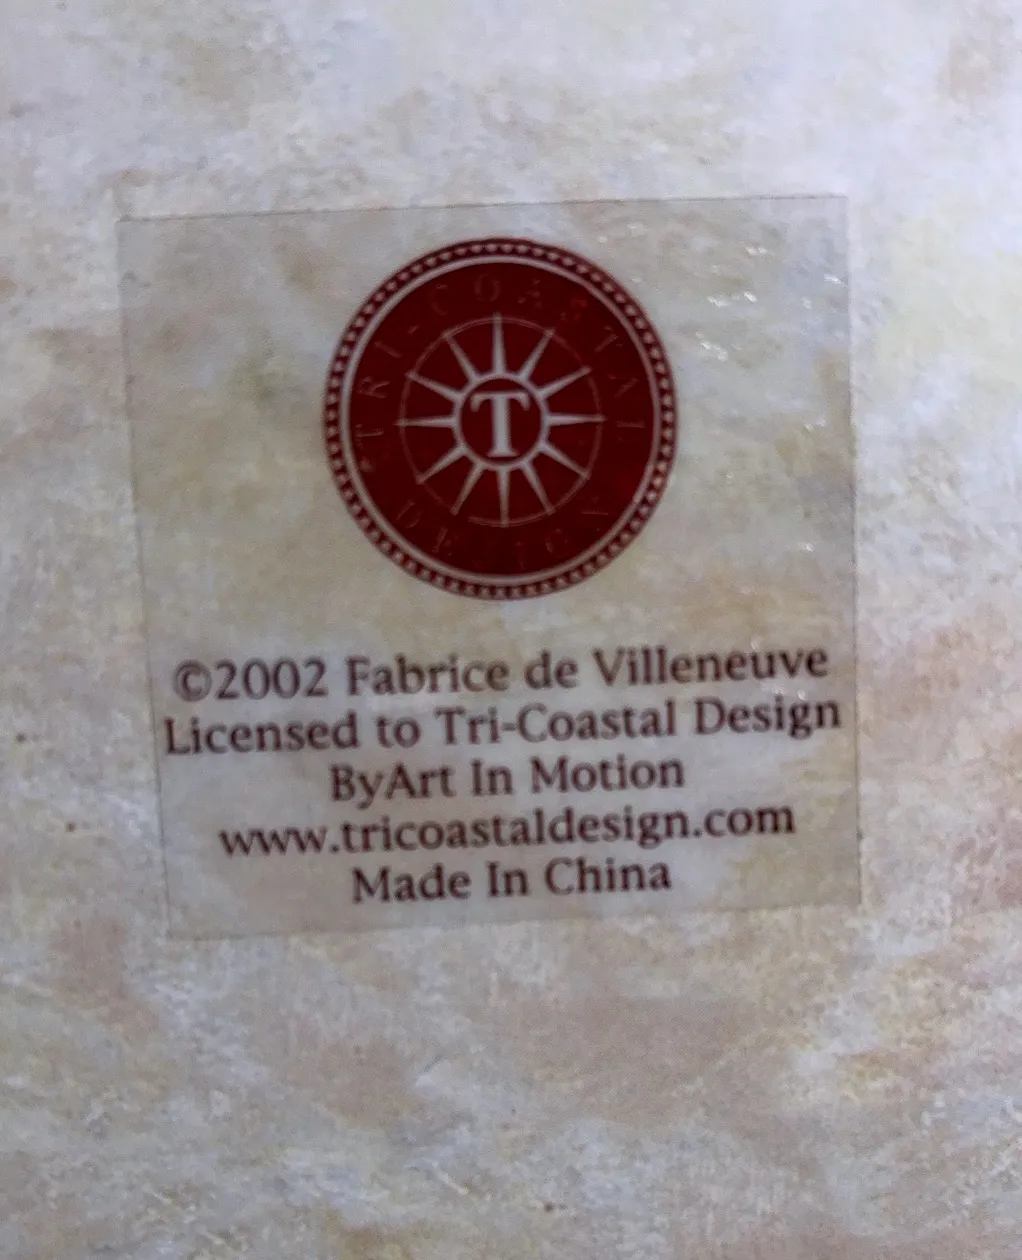 TRI-COASTAL
DESIGN
T
©2002 Fabrice de Villeneuve
Licensed to Tri-Coastal Design
ByArt In Motion
www.tricoastaldesign.com
Made In China